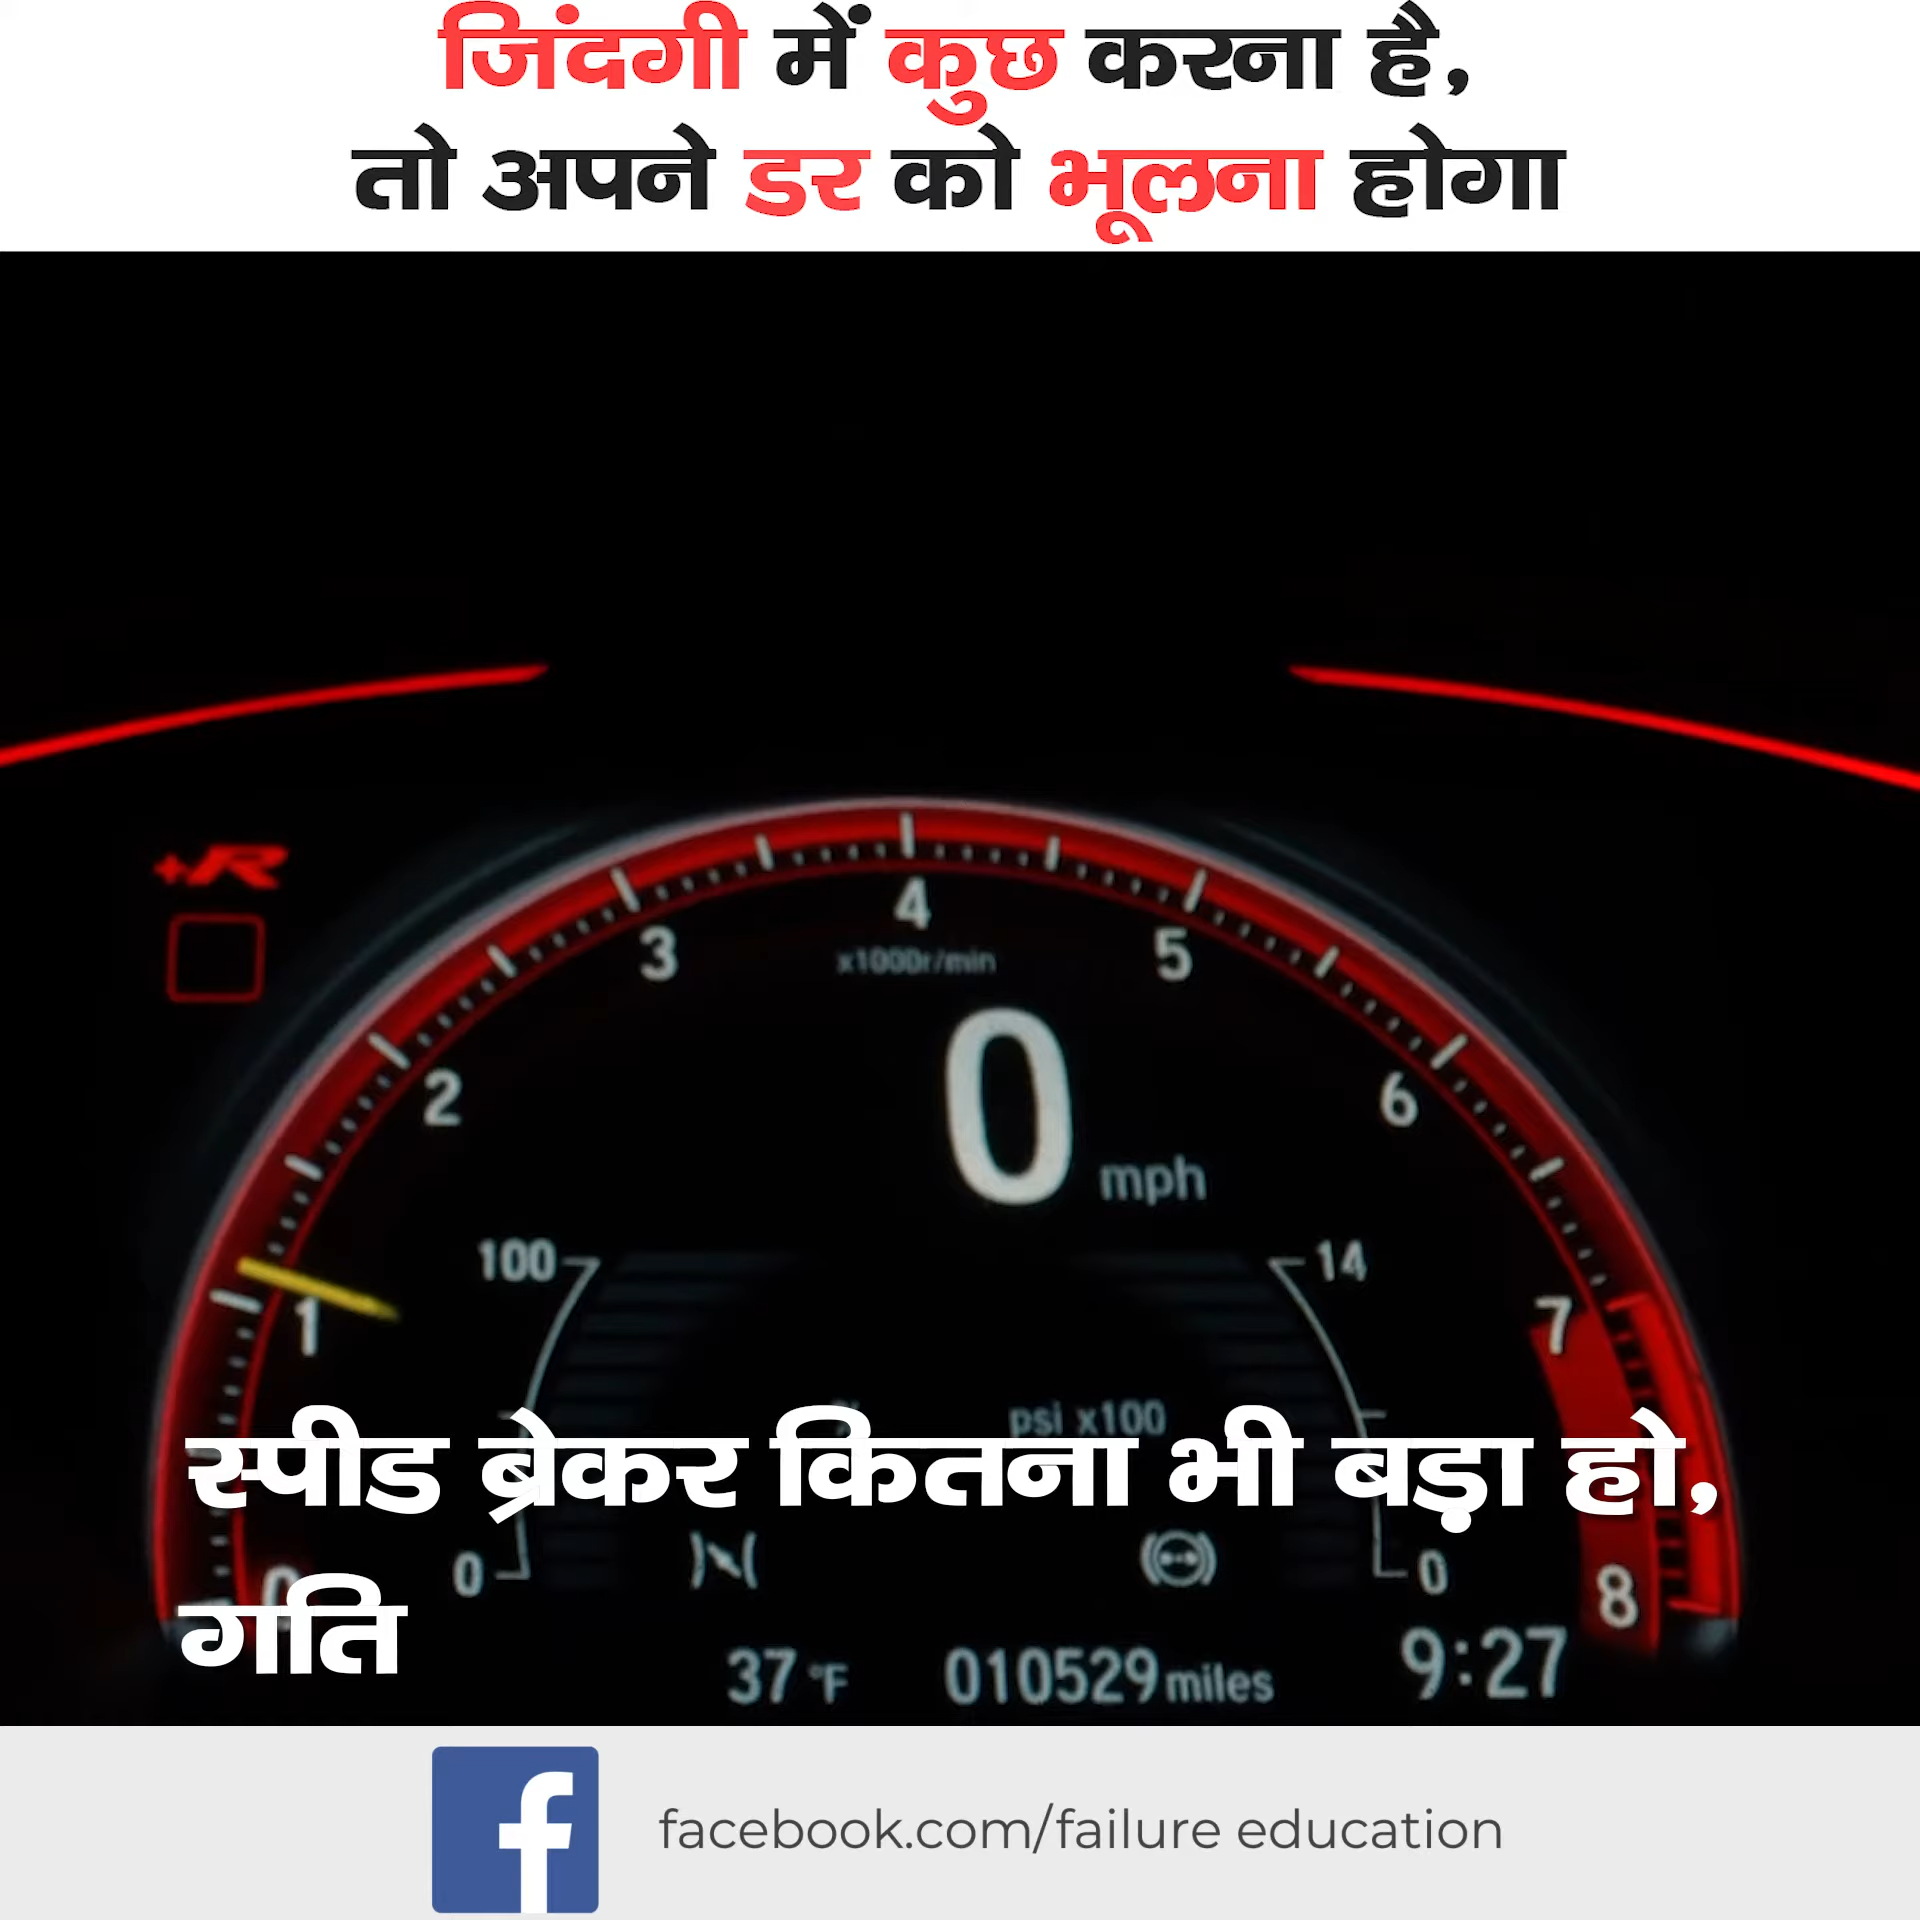 जिंदगी में कुछ करना है,
तो अपने डर को भूलना होगा
+R
4
3
5
x1000r/min
2
6
0 mph
100
14
1
7
psi x100
स्पीड ब्रेकर कितना भी बड़ा हो,
0
0
0
8
गति
37 °F
010529 miles
9:27
facebook.com/failure education